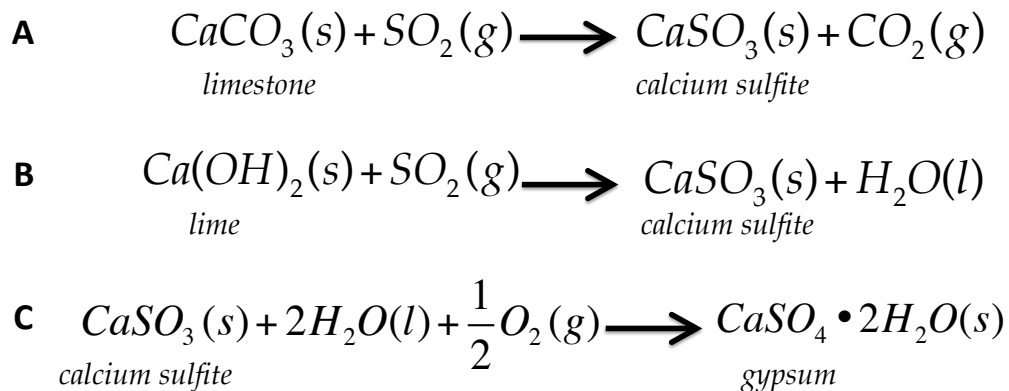 A CaCO₃(s) + SO₂(g) ⟶ CaSO₃(s) + CO₂(g)
limestone calcium sulfite
B Ca(OH)₂(s) + SO₂(g) ⟶ CaSO₃(s) + H₂O(l)
lime calcium sulfite
C CaSO₃(s) + 2H₂O(l) + 1/2 O₂(g) ⟶ CaSO₄ • 2H₂O(s)
calcium sulfite gypsum